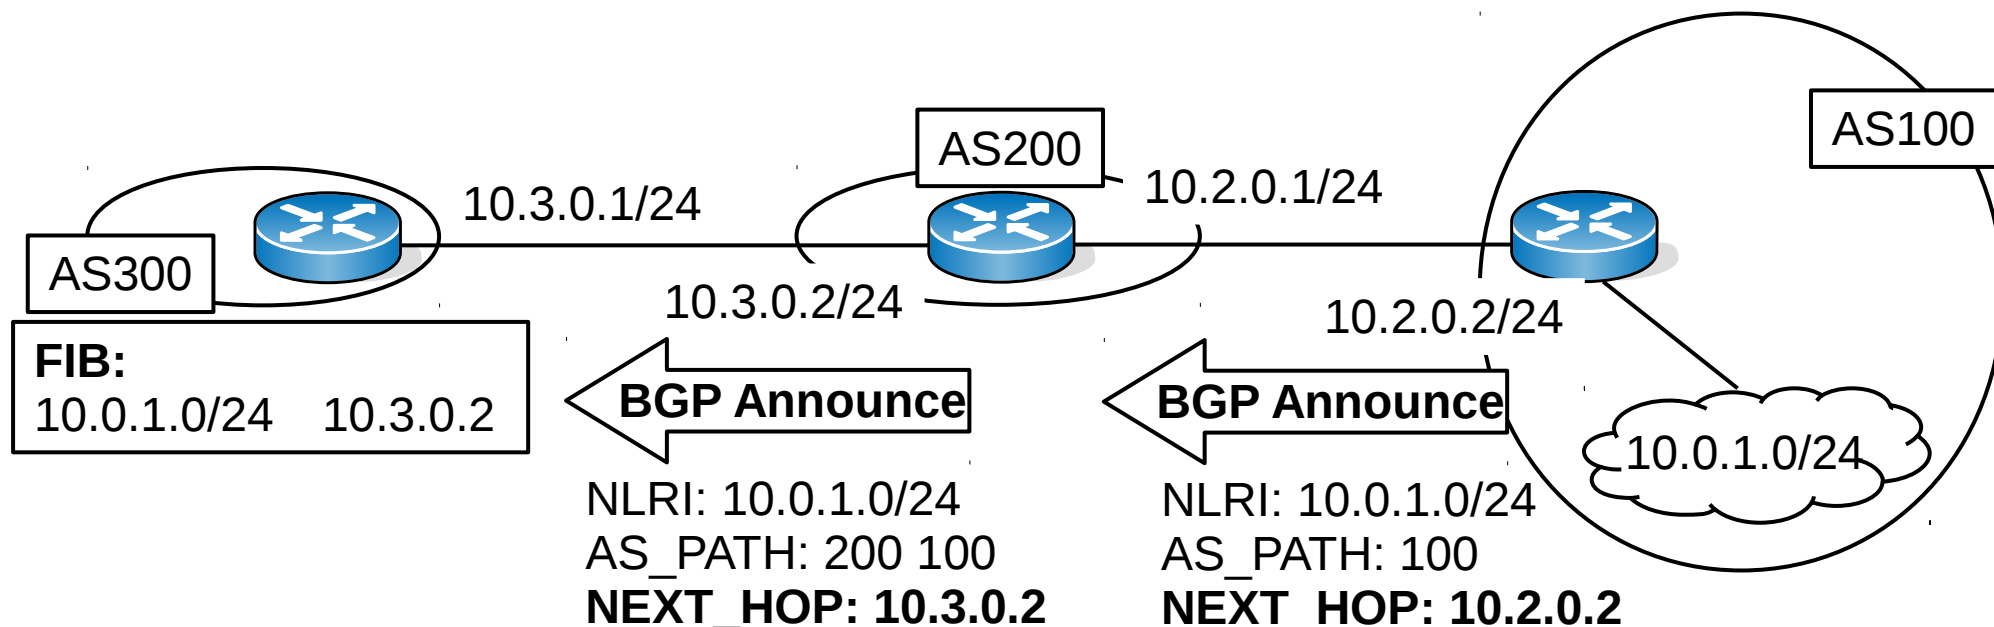 AS100
AS200
10.2.0.1/24
10.3.0.1/24
AS300
10.3.0.2/24
10.2.0.2/24
FIB:
10.0.1.0/24 10.3.0.2
BGP Announce
BGP Announce
10.0.1.0/24
NLRI: 10.0.1.0/24
AS_PATH: 200 100
NEXT_HOP: 10.3.0.2
NLRI: 10.0.1.0/24
AS_PATH: 100
NEXT_HOP: 10.2.0.2